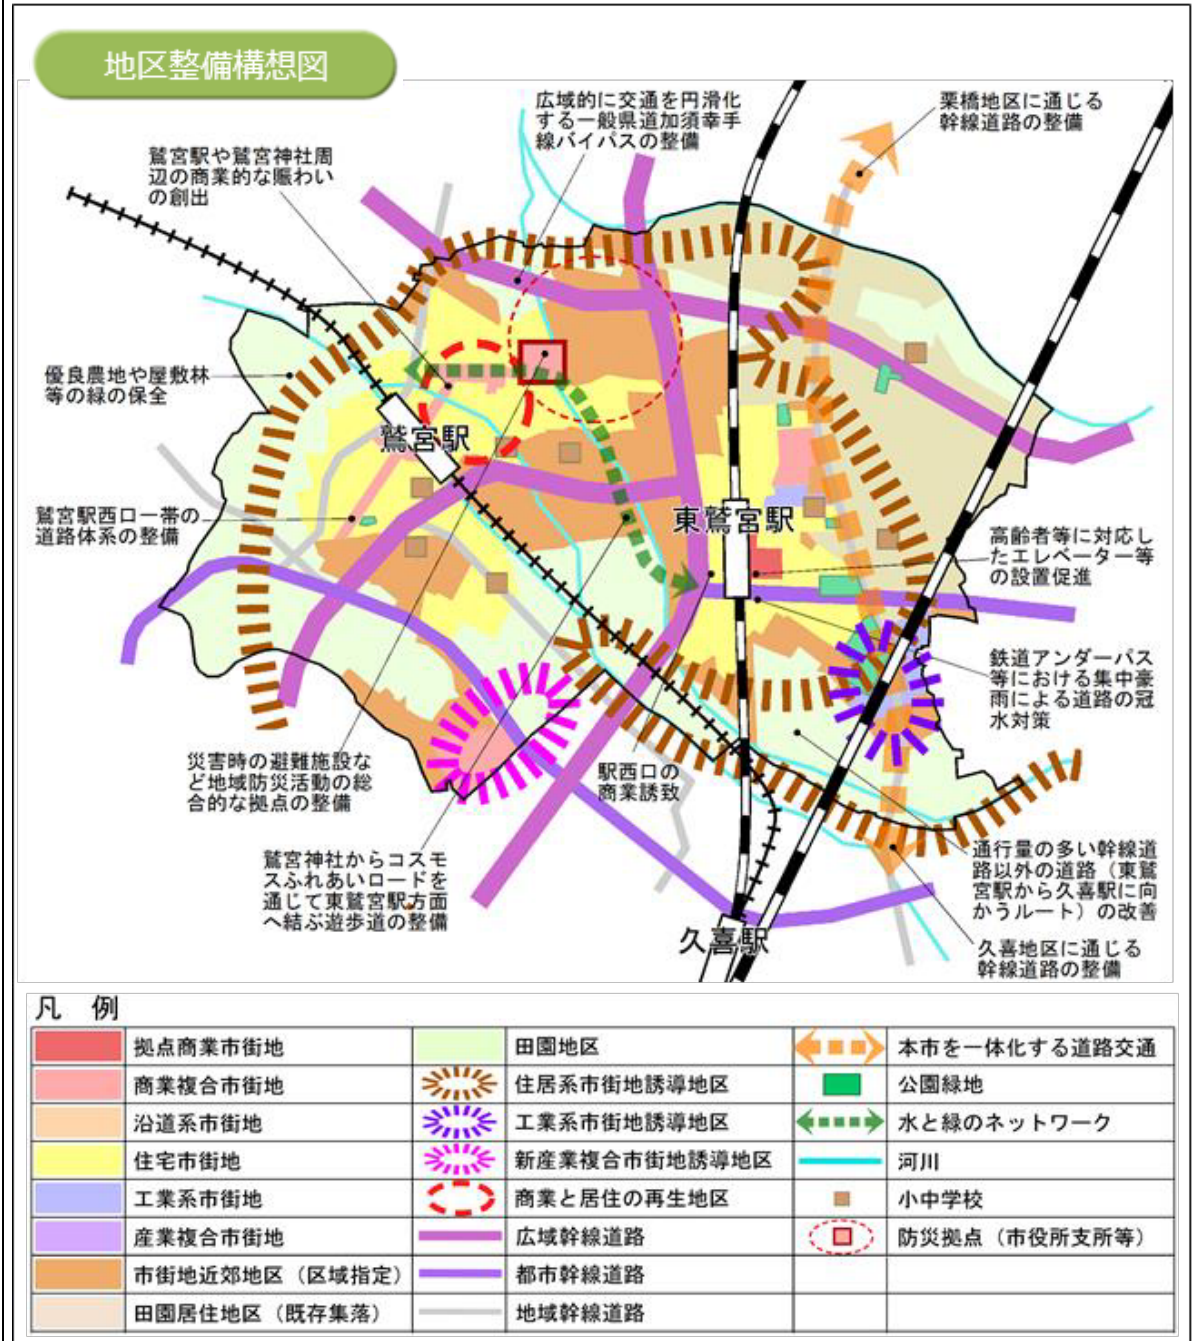 地区整備構想図
広域的に交通を円滑化
する一般県道加須幸手
線バイパスの整備
栗橋地区に通じる
幹線道路の整備
鷲宮駅や鷲宮神社周
辺の商業的な賑わい
の創出
優良農地や屋敷林
等の緑の保全
鷲宮駅
鷲宮駅西口一帯の
道路体系の整備
東鷲宮駅
高齢者等に対応し
たエレベーター等
の設置促進
鉄道アンダーパス
等における集中豪
雨による道路の冠
水対策
災害時の避難施設な
ど地域防災活動の総
合的な拠点の整備
駅西口の
商業誘致
鷲宮神社からコスモ
スふれあいロードを
通じて東鷲宮駅方面
へ結ぶ遊歩道の整備
通行量の多い幹線道
路以外の道路（東鷲
宮駅から久喜駅に向
かうルート）の改善
久喜駅
久喜地区に通じる
幹線道路の整備
凡 例
拠点商業市街地
田園地区
本市を一体化する道路交通
商業複合市街地
住居系市街地誘導地区
公園緑地
沿道系市街地
工業系市街地誘導地区
水と緑のネットワーク
住宅市街地
新産業複合市街地誘導地区
河川
工業系市街地
商業と居住の再生地区
小中学校
産業複合市街地
広域幹線道路
防災拠点（市役所支所等）
市街地近郊地区（区域指定）
都市幹線道路
田園居住地区（既存集落）
地域幹線道路